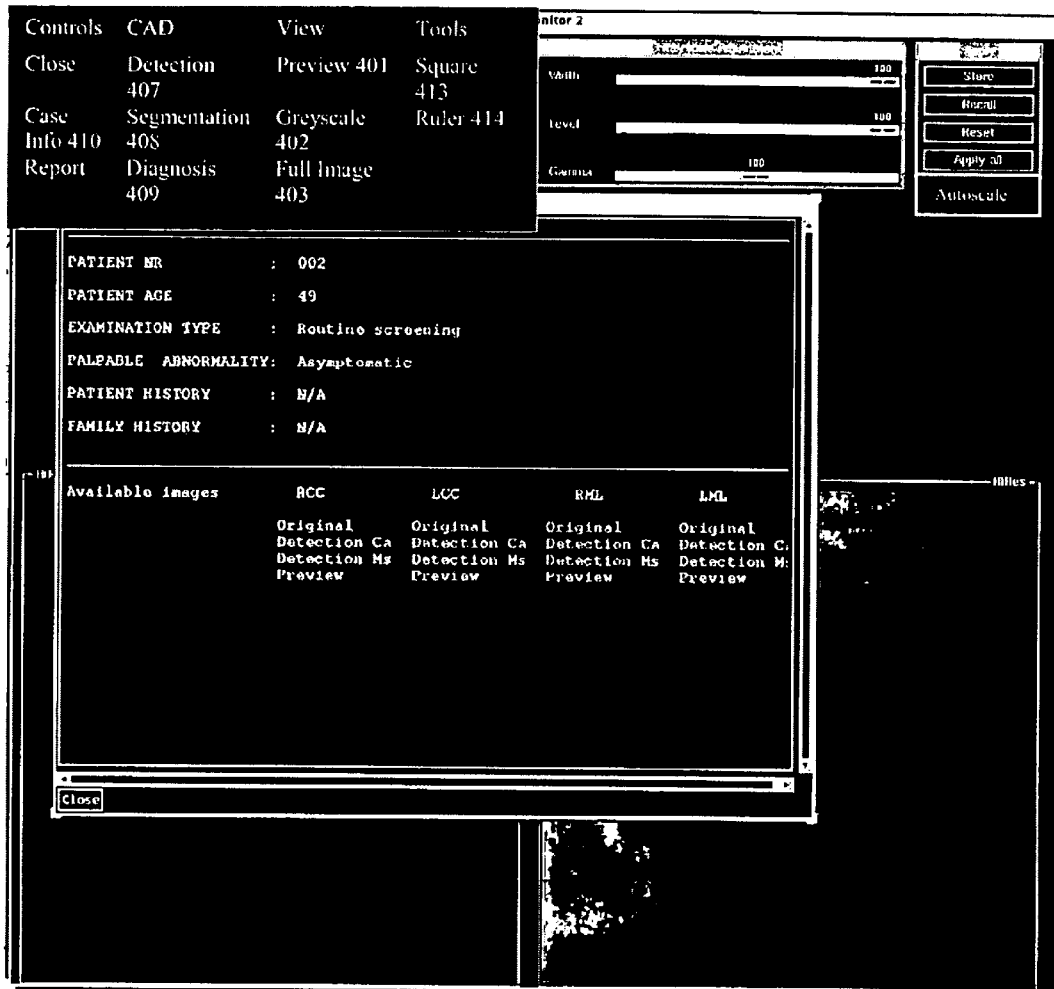 Controls CAD View Tools
Close Detection 407 Preview 401 Square 413
Case Info 410 Segmentation 408 Greyscale 402 Ruler 414
Report Diagnosis 409 Full Image 403
onitor 2
Width 100
Level 100
Gamma 100
Store
Recall
Reset
Apply all
Autoscale
PATIENT NR : 002
PATIENT AGE : 49
EXAMINATION TYPE : Routine screening
PALPABLE ABNORMALITY: Asymptomatic
PATIENT HISTORY : N/A
FAMILY HISTORY : N/A
Available images RCC LCC RML LML
Original Original Original Original
Detection Ca Detection Ca Detection Ca Detection Ca
Detection Ms Detection Ms Detection Ms Detection Ms
Preview Preview Preview Preview
Close